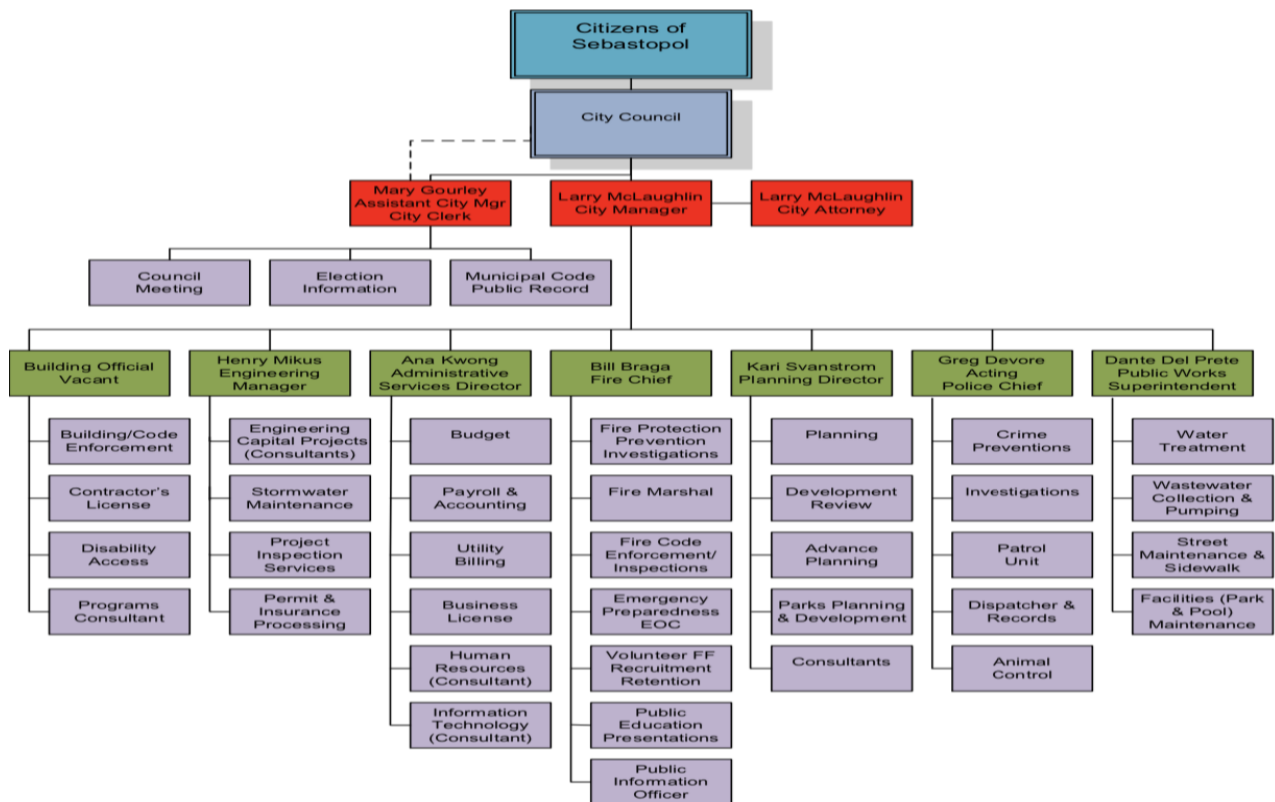 Citizens of
Sebastopol
City Council
Mary Gourley
Assistant City Mgr
City Clerk
Larry McLaughlin
City Manager
Larry McLaughlin
City Attorney
Council
Meeting
Election
Information
Municipal Code
Public Record
Building Official
Vacant
Henry Mikus
Engineering
Manager
Ana Kwong
Administrative
Services Director
Bill Braga
Fire Chief
Kari Svanstrom
Planning Director
Greg Devore
Acting
Police Chief
Dante Del Prete
Public Works
Superintendent
Building/Code
Enforcement
Contractor's
License
Disability
Access
Programs
Consultant
Engineering
Capital Projects
(Consultants)
Stormwater
Maintenance
Project
Inspection
Services
Permit &
Insurance
Processing
Budget
Payroll &
Accounting
Utility
Billing
Business
License
Human
Resources
(Consultant)
Information
Technology
(Consultant)
Fire Protection
Prevention
Investigations
Fire Marshal
Fire Code
Enforcement/
Inspections
Emergency
Preparedness
EOC
Volunteer FF
Recruitment
Retention
Public
Education
Presentations
Public
Information
Officer
Planning
Development
Review
Advance
Planning
Parks Planning
& Development
Consultants
Crime
Preventions
Investigations
Patrol
Unit
Dispatcher &
Records
Animal
Control
Water
Treatment
Wastewater
Collection &
Pumping
Street
Maintenance &
Sidewalk
Facilities (Park
& Pool)
Maintenance